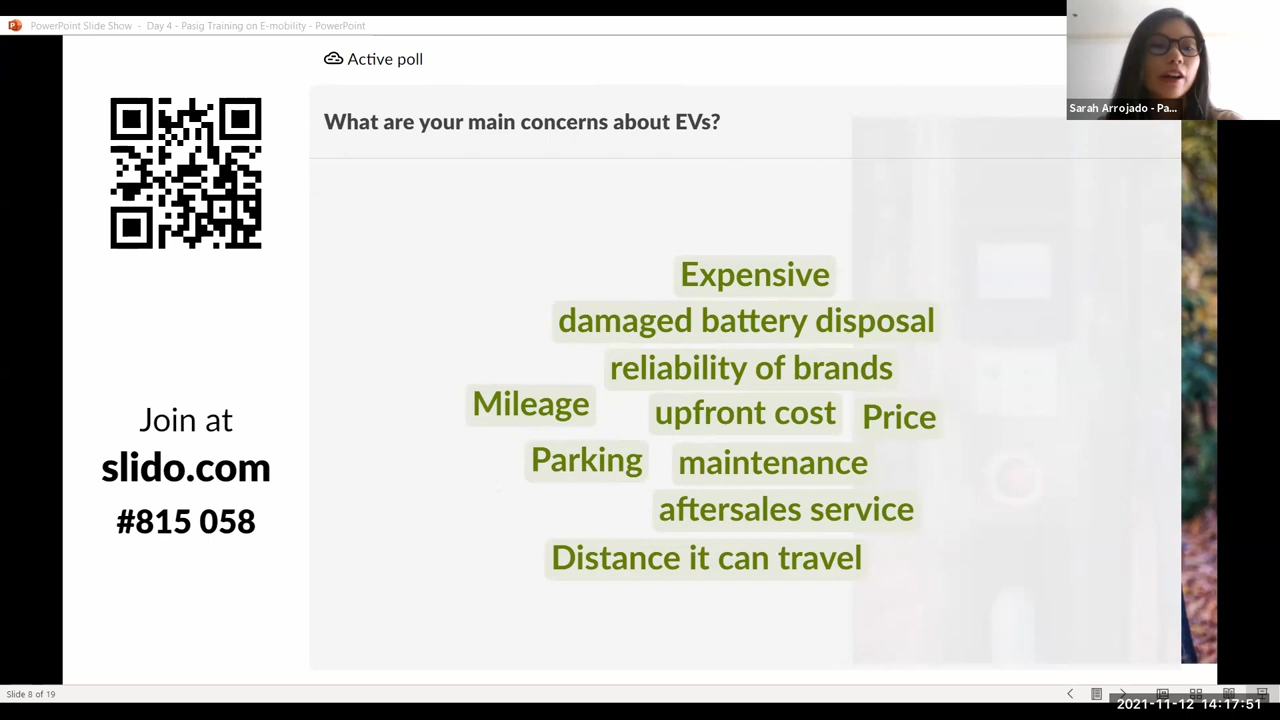 PowerPoint Slide Show - Day 4 - Pasig Training on E-mobility - PowerPoint
Active poll
Sarah Arrojado - Pa...
What are your main concerns about EVs?
Expensive
damaged battery disposal
reliability of brands
Mileage
upfront cost
Price
Parking
maintenance
aftersales service
Distance it can travel
Join at
slido.com
#815 058
Slide 8 of 19
2021-11-12 14:17:51